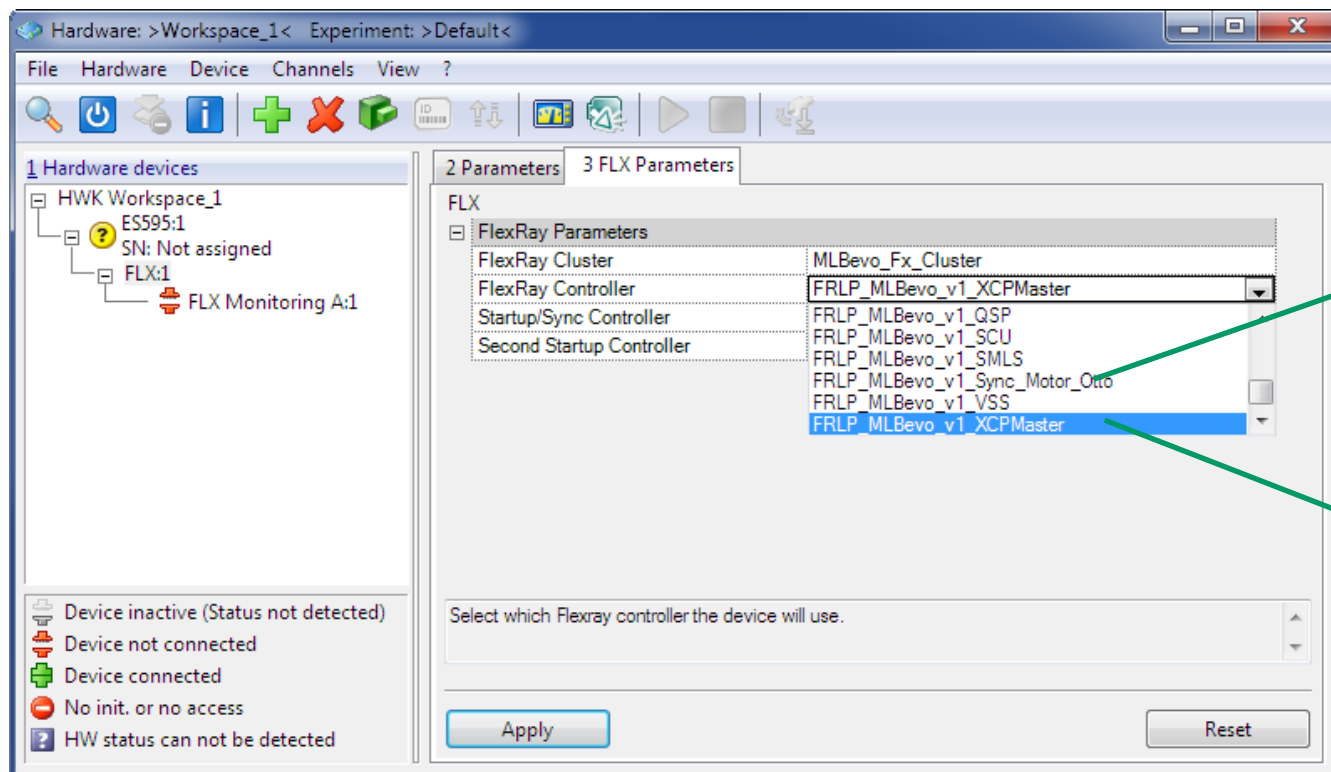 Hardware: >Workspace_1<   Experiment: >Default<
File   Hardware   Device   Channels   View   ?
1 Hardware devices
HWK Workspace_1
ES595:1
SN: Not assigned
FLX:1
FLX Monitoring A:1
Device inactive (Status not detected)
Device not connected
Device connected
No init. or no access
HW status can not be detected
2 Parameters   3 FLX Parameters
FLX
FlexRay Parameters
FlexRay Cluster   MLBevo_Fx_Cluster
FlexRay Controller   FRLP_MLBevo_v1_XCPMaster
Startup/Sync Controller
Second Startup Controller
FRLP_MLBevo_v1_QSP
FRLP_MLBevo_v1_SCU
FRLP_MLBevo_v1_SMLS
FRLP_MLBevo_v1_Sync_Motor_Otto
FRLP_MLBevo_v1_VSS
FRLP_MLBevo_v1_XCPMaster
Select which Flexray controller the device will use.
Apply   Reset